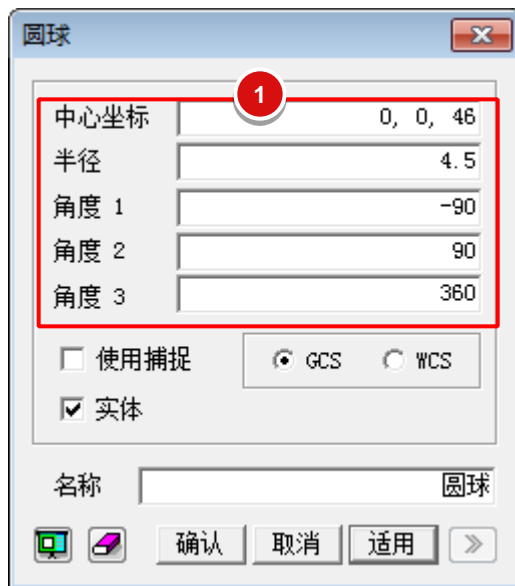 圆球
1
中心坐标 0, 0, 46
半径 4.5
角度 1 -90
角度 2 90
角度 3 360
使用捕捉 GCS WCS
实体
名称 圆球
确认 取消 适用 >>